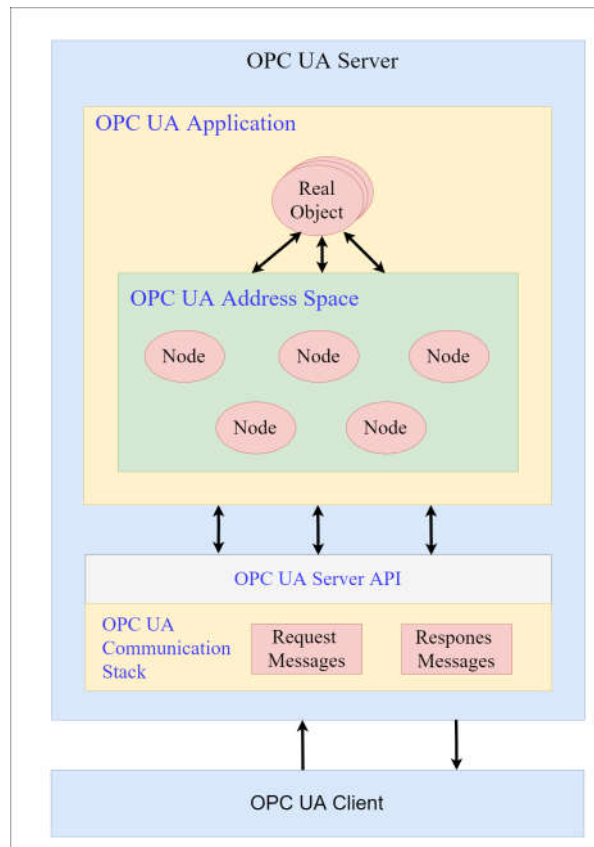 OPC UA Server
OPC UA Application
Real
Object
OPC UA Address Space
Node
Node
Node
Node
Node
OPC UA Server API
OPC UA
Communication
Stack
Request
Messages
Respones
Messages
OPC UA Client